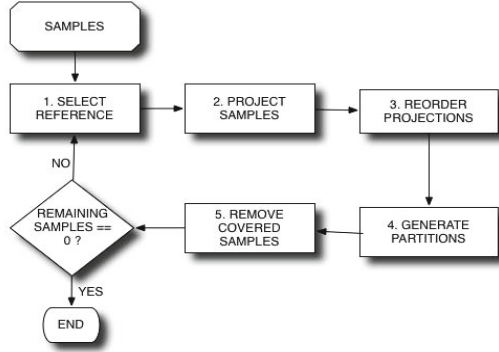 SAMPLES
1. SELECT
REFERENCE
2. PROJECT
SAMPLES
3. REORDER
PROJECTIONS
4. GENERATE
PARTITIONS
5. REMOVE
COVERED
SAMPLES
REMAINING
SAMPLES ==
0 ?
NO
YES
END